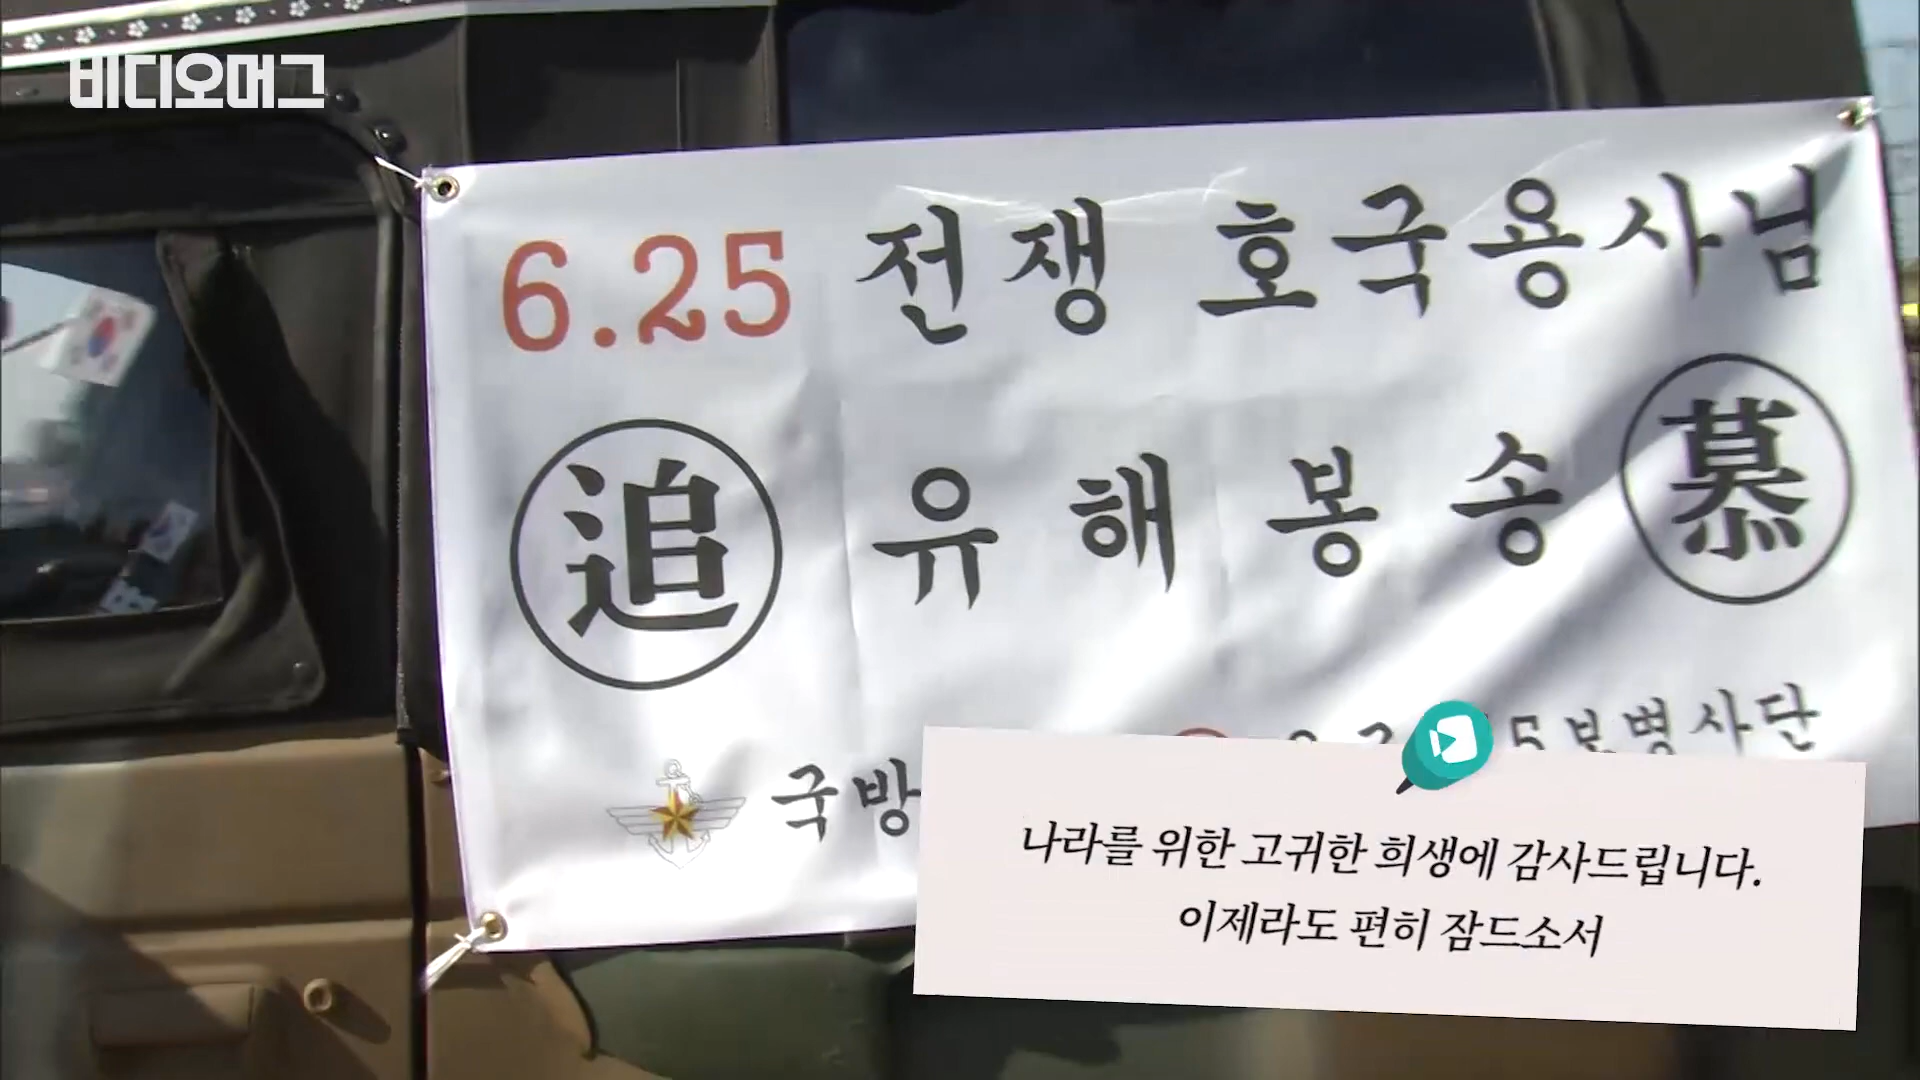 비디오머그
6.25 전쟁 호국용사님
追 유해봉송 慕
국방
5보병사단
나라를 위한 고귀한 희생에 감사드립니다.
이제라도 편히 잠드소서